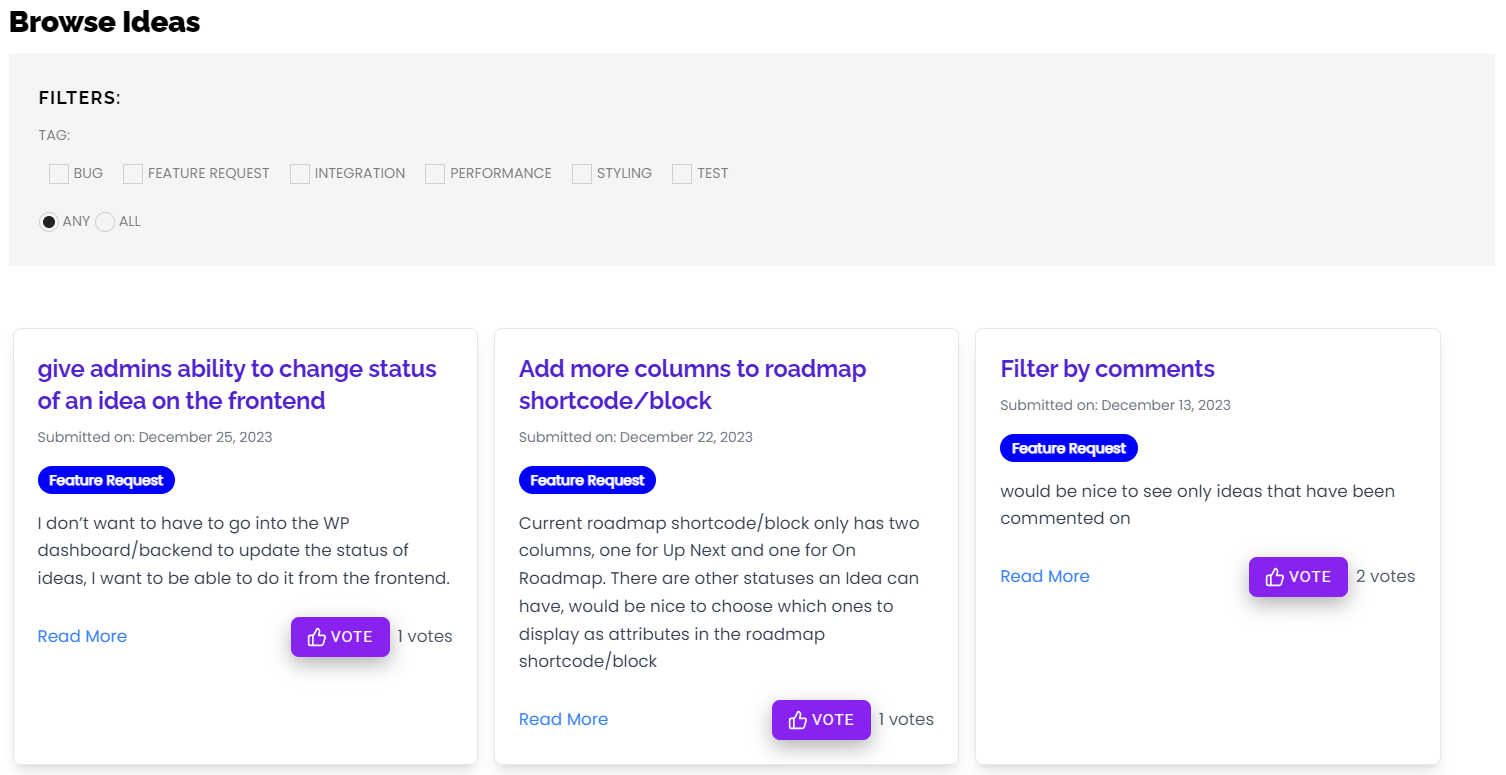 Browse Ideas
FILTERS:
TAG:
BUG FEATURE REQUEST INTEGRATION PERFORMANCE STYLING TEST
ANY ALL
give admins ability to change status
of an idea on the frontend
Submitted on: December 25, 2023
Feature Request
I don’t want to have to go into the WP
dashboard/backend to update the status of
ideas, I want to be able to do it from the frontend.
Read More VOTE 1 votes
Add more columns to roadmap
shortcode/block
Submitted on: December 22, 2023
Feature Request
Current roadmap shortcode/block only has two
columns, one for Up Next and one for On
Roadmap. There are other statuses an Idea can
have, would be nice to choose which ones to
display as attributes in the roadmap
shortcode/block
Read More VOTE 1 votes
Filter by comments
Submitted on: December 13, 2023
Feature Request
would be nice to see only ideas that have been
commented on
Read More VOTE 2 votes